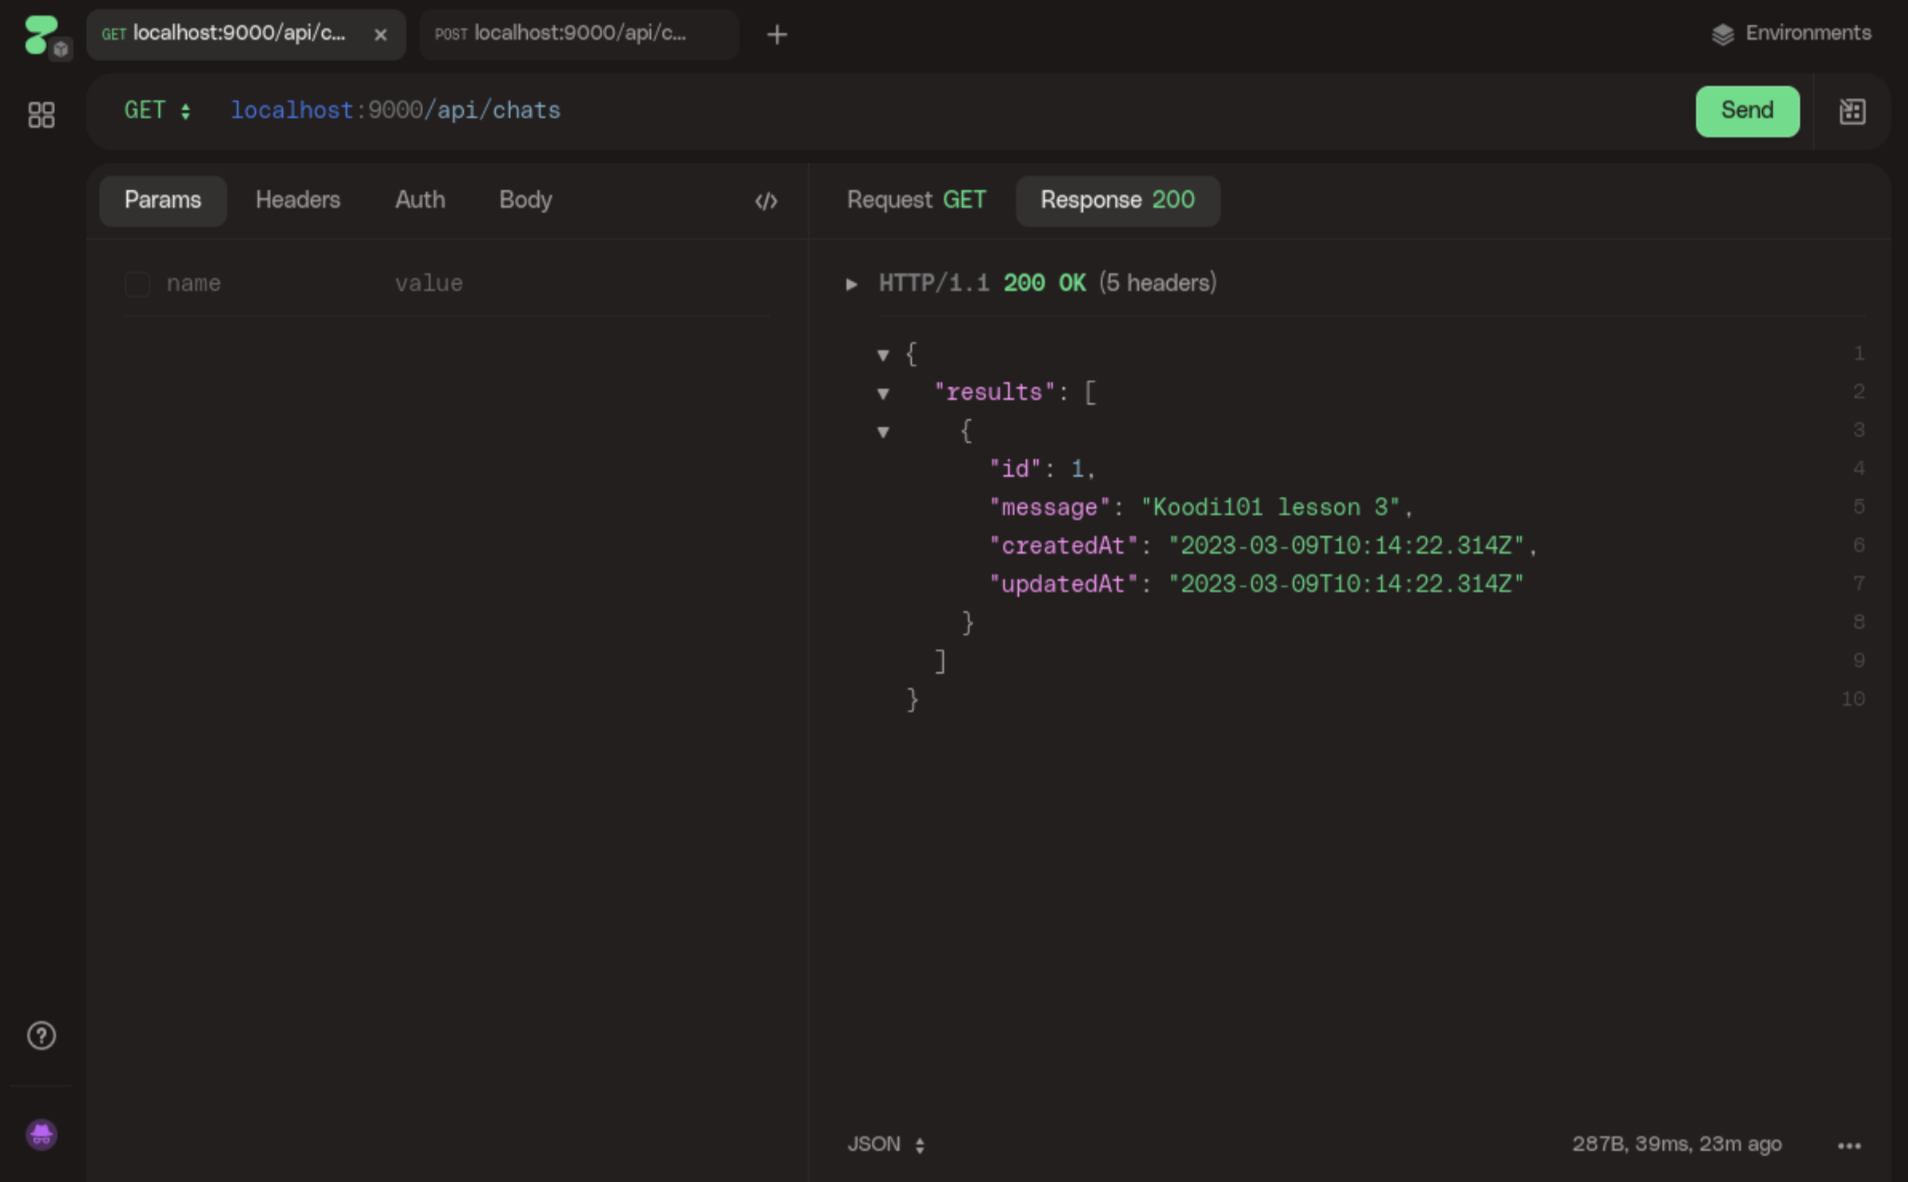 GET localhost:9000/api/c... ×
POST localhost:9000/api/c... +
Environments
GET localhost:9000/api/chats
Send
Params Headers Auth Body </>
name value
Request GET Response 200
HTTP/1.1 200 OK (5 headers)
{ 1
"results": [ 2
{ 3
"id": 1, 4
"message": "Koodi101 lesson 3", 5
"createdAt": "2023-03-09T10:14:22.314Z", 6
"updatedAt": "2023-03-09T10:14:22.314Z" 7
} 8
] 9
} 10
?
JSON
287B, 39ms, 23m ago